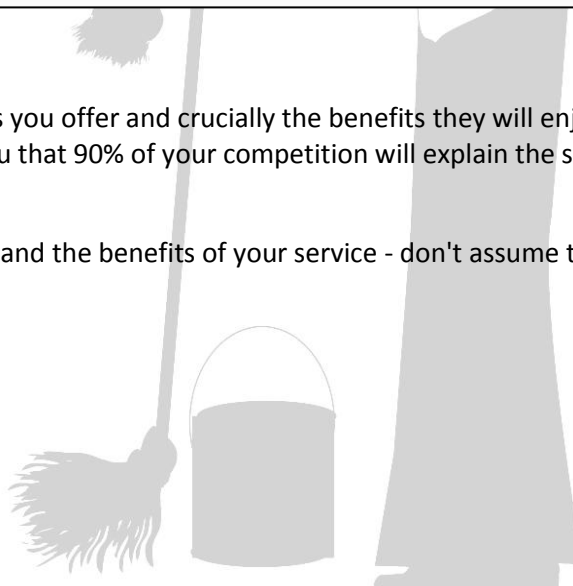 s you offer and crucially the benefits they will enj
u that 90% of your competition will explain the s
and the benefits of your service - don't assume t